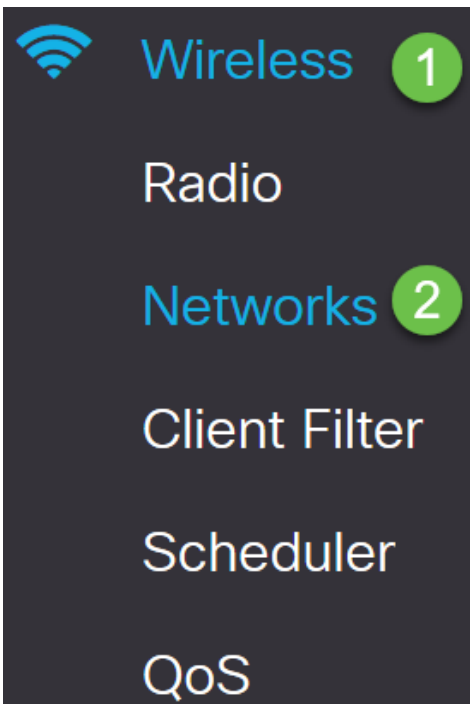 Wireless 1
Radio
Networks 2
Client Filter
Scheduler
QoS